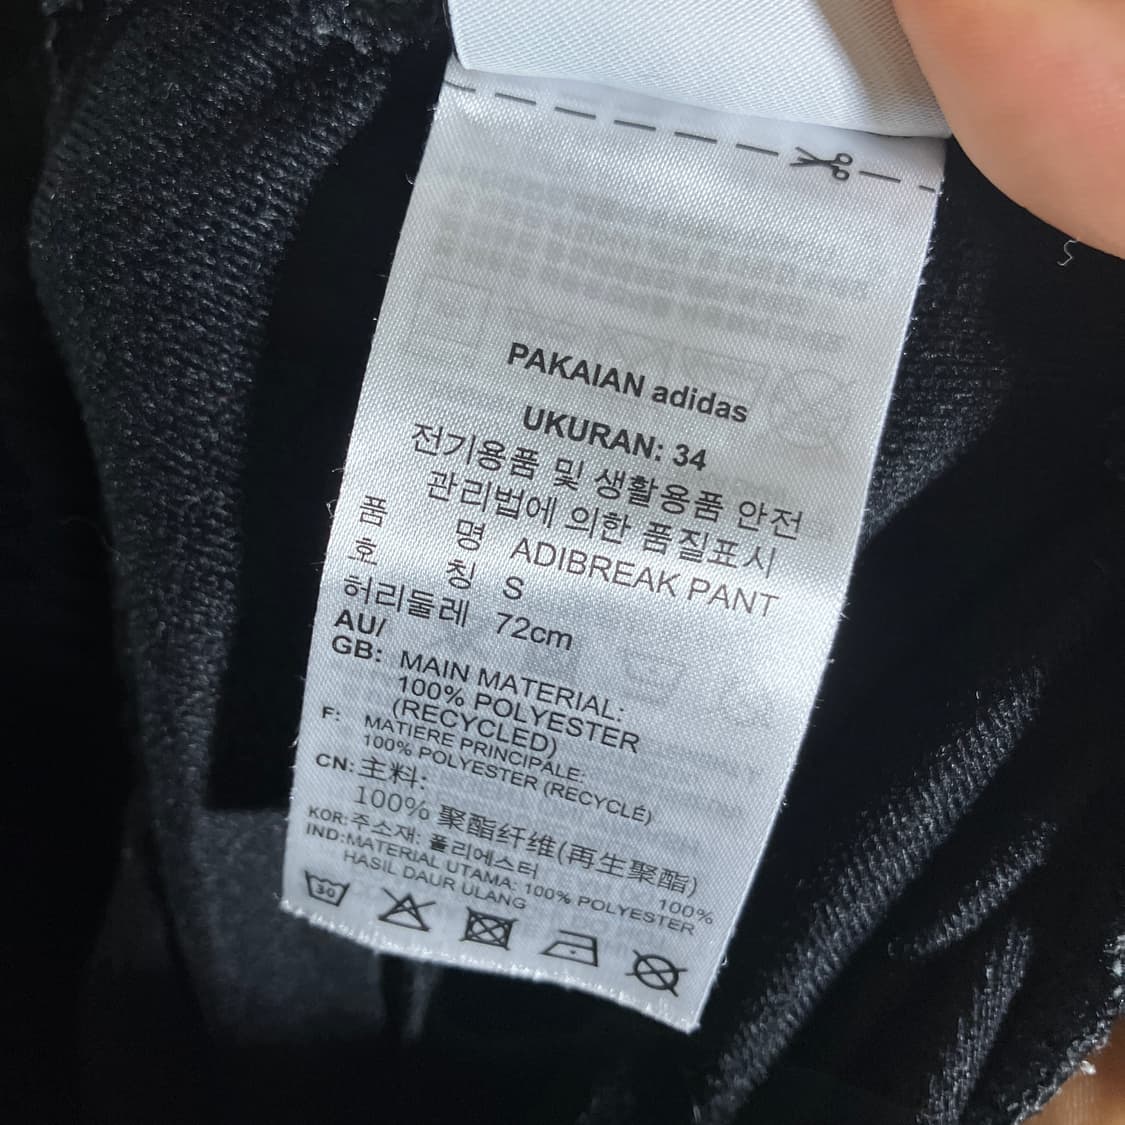 PAKAIAN adidas
UKURAN: 34
전기용품 및 생활용품 안전
관리법에 의한 품질표시
품 명 ADIBREAK PANT
호 칭 S
허리둘레 72cm
AU/
GB: MAIN MATERIAL:
100% POLYESTER
(RECYCLED)
F: MATIERE PRINCIPALE:
100% POLYESTER (RECYCLÉ)
CN: 主料:
100% 聚酯纤维(再生聚酯)
KOR: 주소재: 폴리에스터 100%
IND: MATERIAL UTAMA: 100% POLYESTER
HASIL DAUR ULANG
30